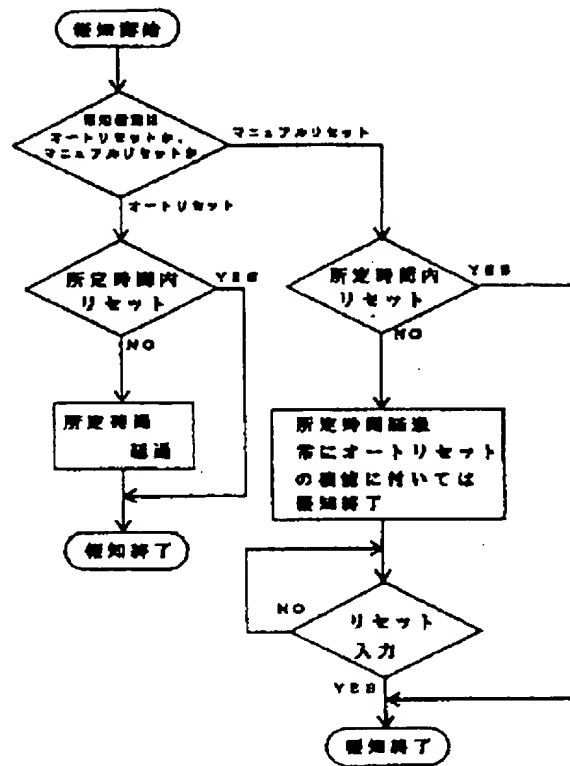 報知開始
報知設定は
オートリセットか、
マニュアルリセットか
マニュアルリセット
オートリセット
所定時間内
リセット
YES
NO
所定時間
経過
報知終了
所定時間内
リセット
YES
NO
所定時間経過
常にオートリセット
の機能に付いては
報知終了
NO
リセット
入力
YES
報知終了